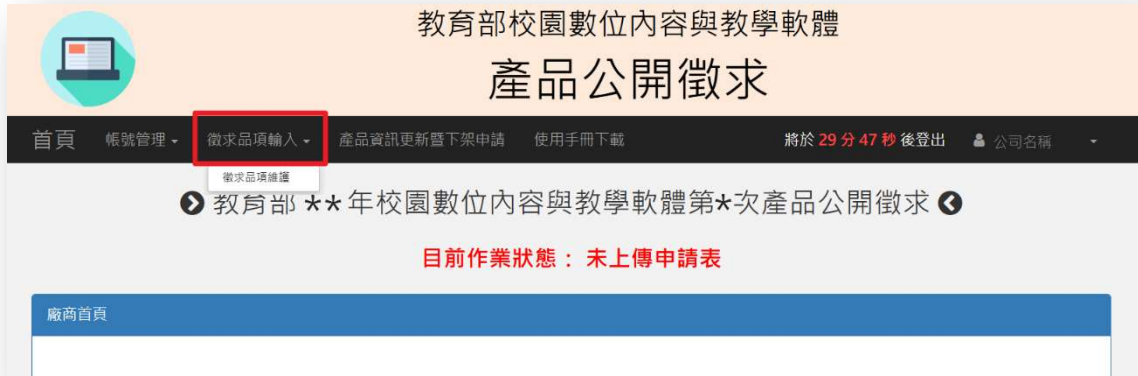 教育部校園數位內容與教學軟體
產品公開徵求
首頁 帳號管理 徵求品項輸入 產品資訊更新暨下架申請 使用手冊下載 將於 29 分 47 秒 後登出 公司名稱
徵求品項維護
教育部 ** 年校園數位內容與教學軟體第*次產品公開徵求
目前作業狀態： 未上傳申請表
廠商首頁